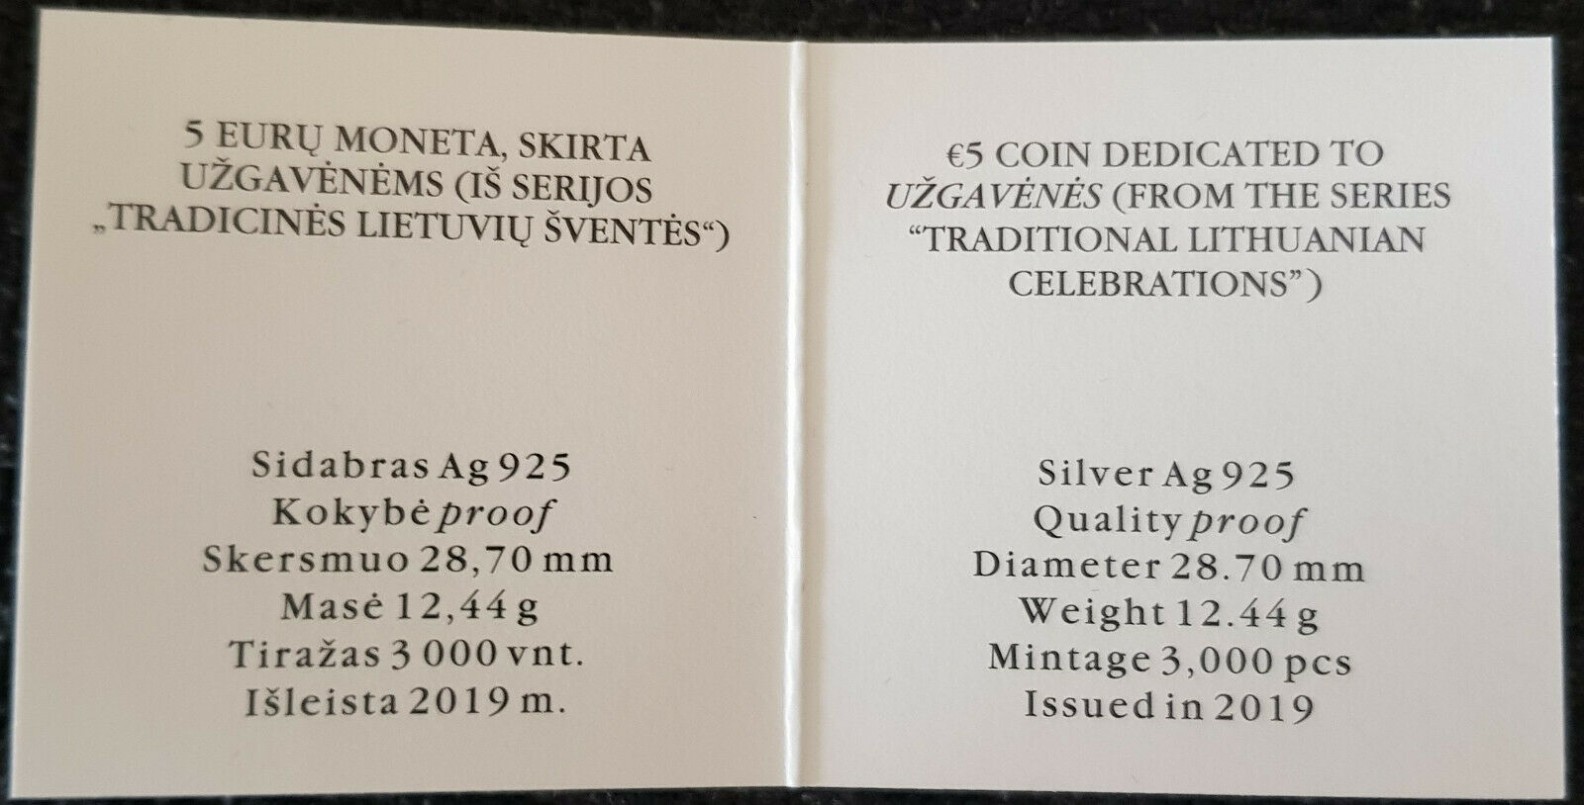 5 EURŲ MONETA, SKIRTA
UŽGAVĖNĖMS (IŠ SERIJOS
„TRADICINĖS LIETUVIŲ ŠVENTĖS“)
Sidabras Ag 925
Kokybė proof
Skersmuo 28,70 mm
Masė 12,44 g
Tiražas 3 000 vnt.
Išleista 2019 m.
€5 COIN DEDICATED TO
UŽGAVĖNĖS (FROM THE SERIES
“TRADITIONAL LITHUANIAN
CELEBRATIONS”)
Silver Ag 925
Quality proof
Diameter 28.70 mm
Weight 12.44 g
Mintage 3,000 pcs
Issued in 2019